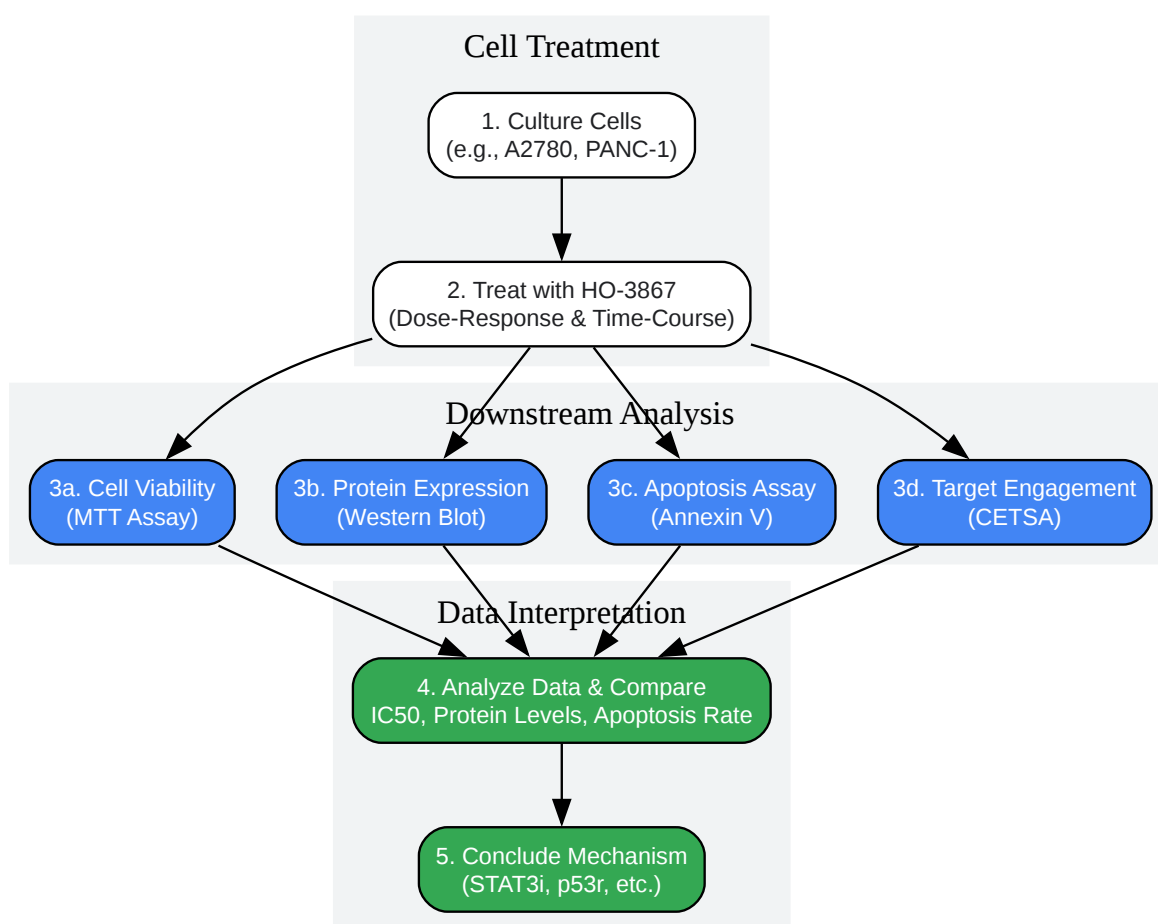 Cell Treatment
1. Culture Cells
(e.g., A2780, PANC-1)
2. Treat with HO-3867
(Dose-Response & Time-Course)
Downstream Analysis
3a. Cell Viability
(MTT Assay)
3b. Protein Expression
(Western Blot)
3c. Apoptosis Assay
(Annexin V)
3d. Target Engagement
(CETSA)
Data Interpretation
4. Analyze Data & Compare
IC50, Protein Levels, Apoptosis Rate
5. Conclude Mechanism
(STAT3i, p53r, etc.)